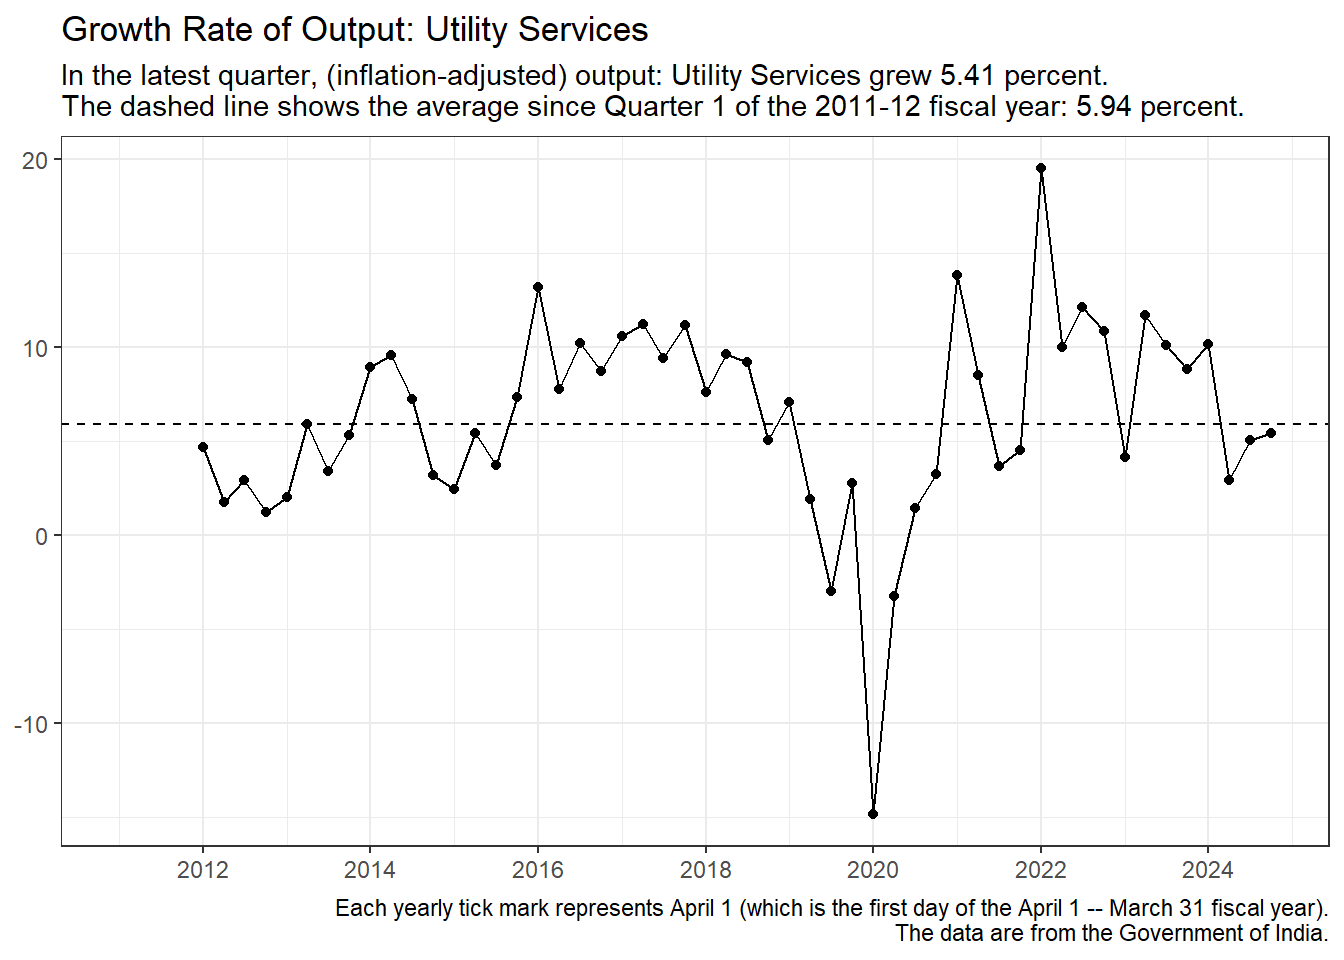 Growth Rate of Output: Utility Services
In the latest quarter, (inflation-adjusted) output: Utility Services grew 5.41 percent.
The dashed line shows the average since Quarter 1 of the 2011-12 fiscal year: 5.94 percent.
20
10
0
-10
2012 2014 2016 2018 2020 2022 2024
Each yearly tick mark represents April 1 (which is the first day of the April 1 -- March 31 fiscal year).
The data are from the Government of India.